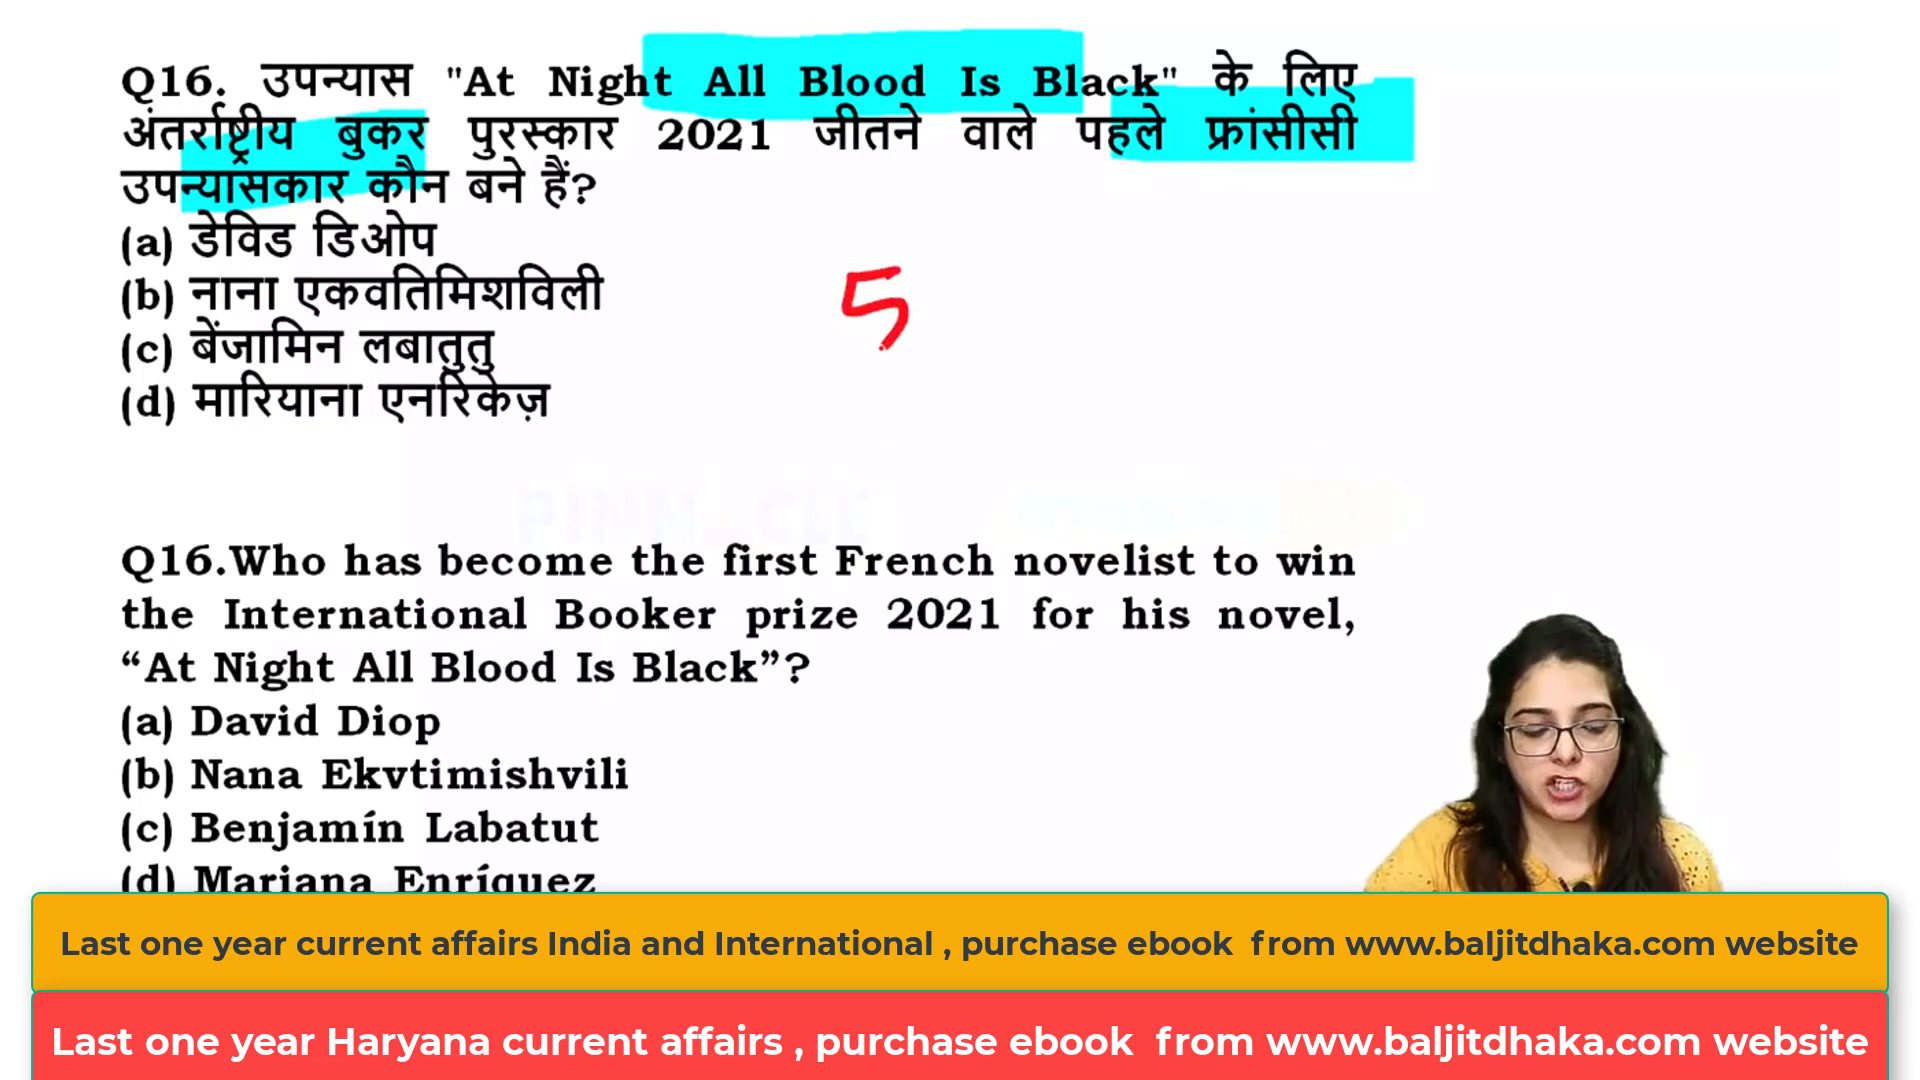 Q16. उपन्यास "At Night All Blood Is Black" के लिए
अंतर्राष्ट्रीय बुकर पुरस्कार 2021 जीतने वाले पहले फ्रांसीसी
उपन्यासकार कौन बने हैं?
(a) डेविड डिओप
(b) नाना एकवतिमिशविली
(c) बेंजामिन लबातुतु
(d) मारियाना एनरिकेज़
5
PINN CLE
Q16.Who has become the first French novelist to win
the International Booker prize 2021 for his novel,
“At Night All Blood Is Black”?
(a) David Diop
(b) Nana Ekvtimishvili
(c) Benjamín Labatut
(d) Mariana Enríquez
Last one year current affairs India and International , purchase ebook from www.baljitdhaka.com website
Last one year Haryana current affairs , purchase ebook from www.baljitdhaka.com website